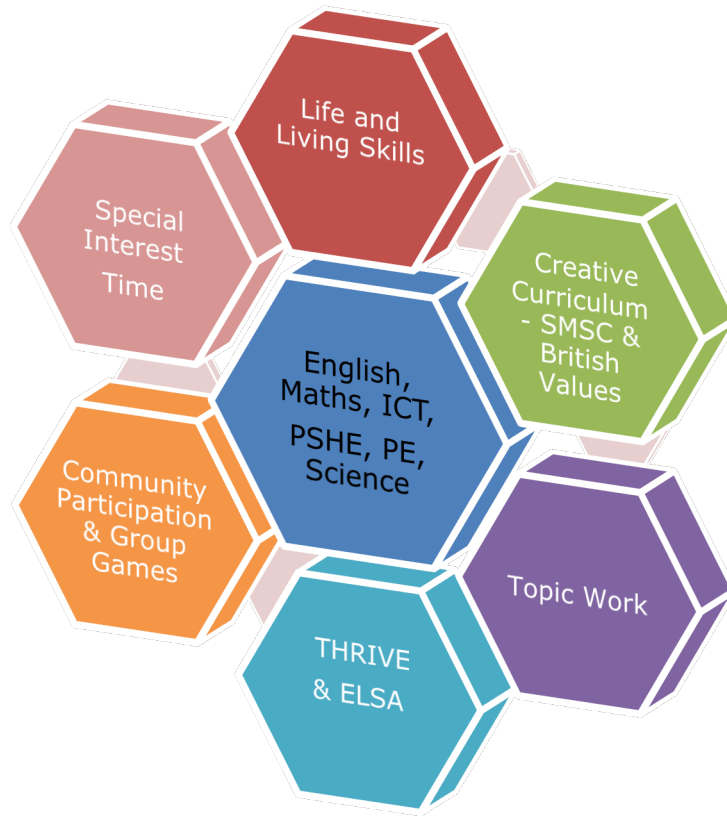 Life and
Living Skills
Special
Interest
Time
Creative
Curriculum
- SMSC &
British
Values
English,
Maths, ICT,
PSHE, PE,
Science
Community
Participation
& Group
Games
Topic Work
THRIVE
& ELSA